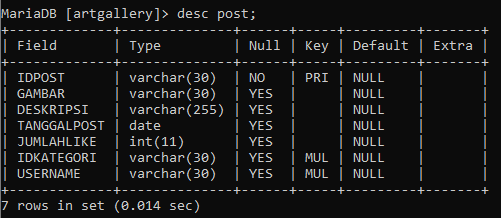 MariaDB [artgallery]> desc post;
+------------+--------------+------+-----+---------+-------+
| Field | Type | Null | Key | Default | Extra |
+------------+--------------+------+-----+---------+-------+
| IDPOST | varchar(30) | NO | PRI | NULL | |
| GAMBAR | varchar(30) | YES | | NULL | |
| DESKRIPSI | varchar(255) | YES | | NULL | |
| TANGGALPOST | date | YES | | NULL | |
| JUMLAHLIKE | int(11) | YES | | NULL | |
| IDKATEGORI | varchar(30) | YES | MUL | NULL | |
| USERNAME | varchar(30) | YES | MUL | NULL | |
+------------+--------------+------+-----+---------+-------+
7 rows in set (0.014 sec)